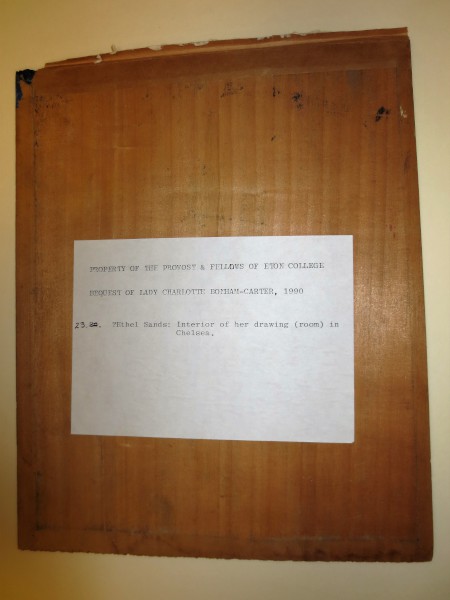 PROPERTY OF THE PROVOST & FELLOWS OF ETON COLLEGE
BEQUEST OF LADY CHARLOTTE BONHAM-CARTER, 1990
Ethel Sands: Interior of her drawing (room) in
Chelsea.